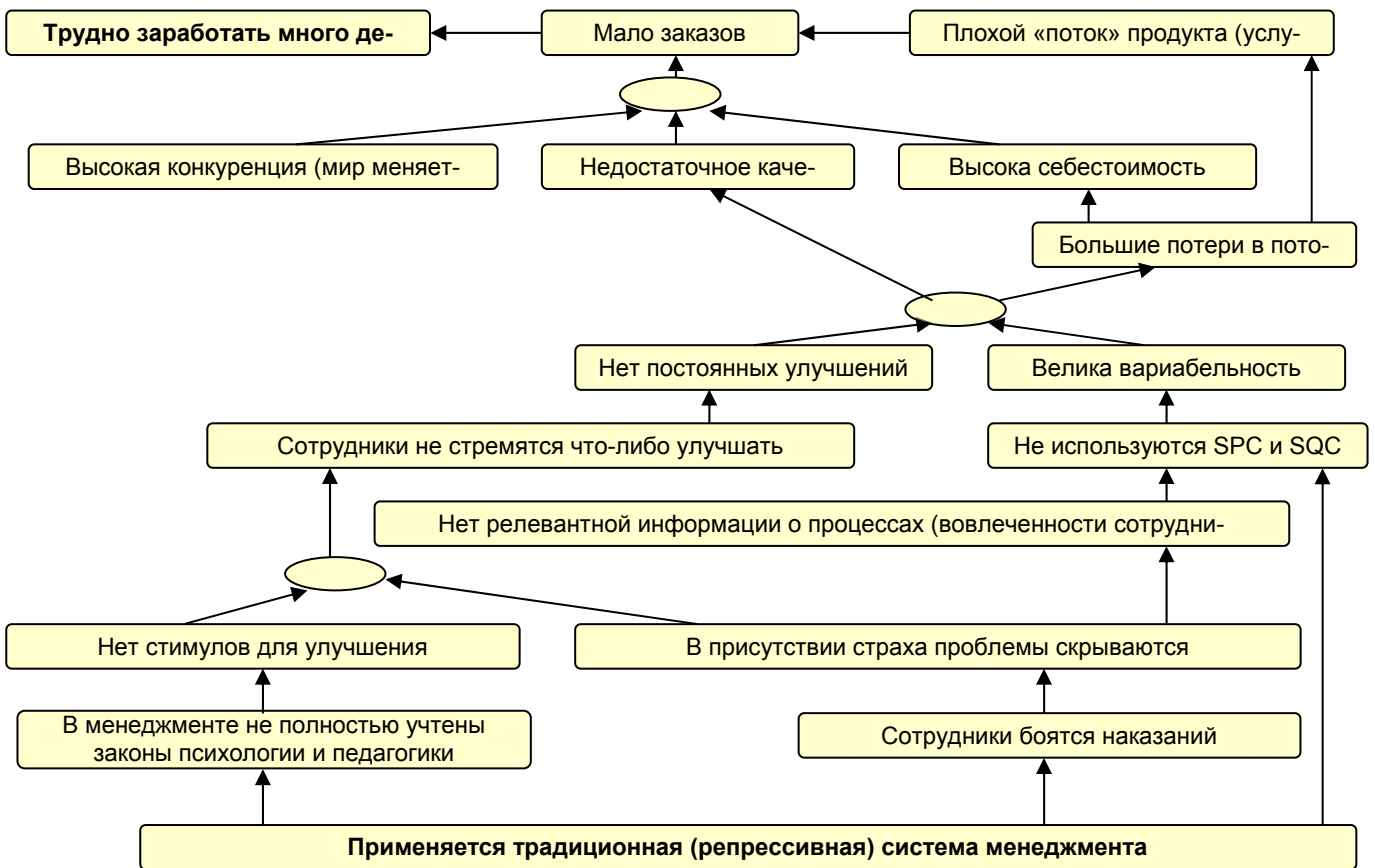 Трудно заработать много де-
Мало заказов
Плохой «поток» продукта (услу-
Высокая конкуренция (мир меняет-
Недостаточное каче-
Высока себестоимость
Большие потери в пото-
Нет постоянных улучшений
Велика вариабельность
Сотрудники не стремятся что-либо улучшать
Не используются SPC и SQC
Нет релевантной информации о процессах (вовлеченности сотрудни-
Нет стимулов для улучшения
В присутствии страха проблемы скрываются
В менеджменте не полностью учтены
законы психологии и педагогики
Сотрудники боятся наказаний
Применяется традиционная (репрессивная) система менеджмента